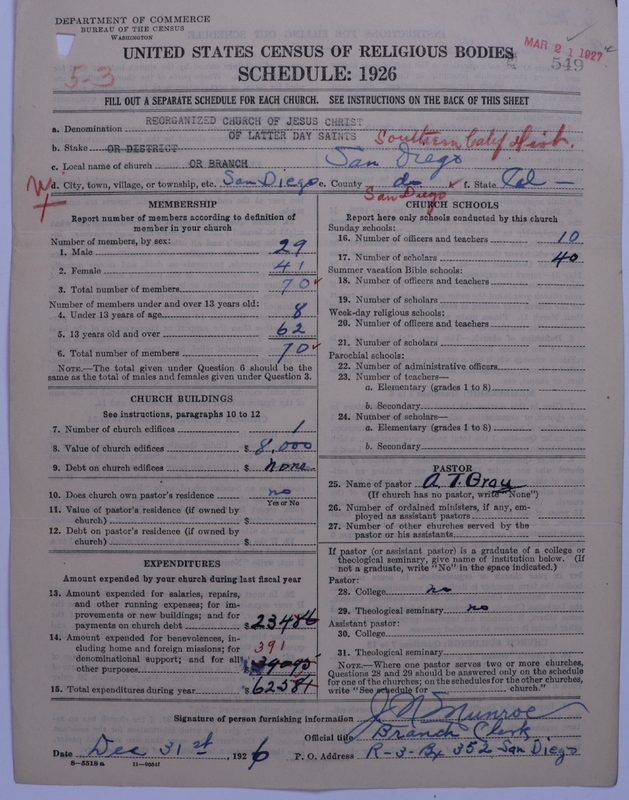 DEPARTMENT OF COMMERCE
BUREAU OF THE CENSUS
WASHINGTON
UNITED STATES CENSUS OF RELIGIOUS BODIES
MAR 21 1927
549
5-3
SCHEDULE: 1926
FILL OUT A SEPARATE SCHEDULE FOR EACH CHURCH. SEE INSTRUCTIONS ON THE BACK OF THIS SHEET
REORGANIZED CHURCH OF JESUS CHRIST
a. Denomination
OF LATTER DAY SAINTS
b. Stake OR DISTRICT Southern Calif Dist.
c. Local name of church OR BRANCH San Diego
d. City, town, village, or township, etc. San Diego e. County do f. State Cal —
San Diego
MEMBERSHIP
Report number of members according to definition of
member in your church
Number of members, by sex:
1. Male 29
2. Female 41
3. Total number of members 70
Number of members under and over 13 years old:
4. Under 13 years of age 8
5. 13 years old and over 62
6. Total number of members 70
NOTE.—The total given under Question 6 should be the
same as the total of males and females given under Question 3.
CHURCH BUILDINGS
See instructions, paragraphs 10 to 12
7. Number of church edifices 1
8. Value of church edifices $ 8,000
9. Debt on church edifices $ none
10. Does church own pastor's residence no
Yes or No
11. Value of pastor's residence (if owned by
church) $
12. Debt on pastor's residence (if owned by
church) $
EXPENDITURES
Amount expended by your church during last fiscal year
13. Amount expended for salaries, repairs,
and other running expenses; for im-
provements or new buildings; and for
payments on church debt $ 23486
14. Amount expended for benevolences, in-
cluding home and foreign missions; for 391
denominational support; and for all
other purposes
15. Total expenditures during year $
CHURCH SCHOOLS
Report here only schools conducted by this church
Sunday schools:
16. Number of officers and teachers 10
17. Number of scholars 40
Summer vacation Bible schools:
18. Number of officers and teachers
19. Number of scholars
Week-day religious schools:
20. Number of officers and teachers
21. Number of scholars
Parochial schools:
22. Number of administrative officers
23. Number of teachers—
a. Elementary (grades 1 to 8)
b. Secondary
24. Number of scholars—
a. Elementary (grades 1 to 8)
b. Secondary
PASTOR
25. Name of pastor A. T. Gray
(If church has no pastor, write "None")
26. Number of ordained ministers, if any, em-
ployed as assistant pastors
27. Number of other churches served by the
pastor or his assistants
If pastor (or assistant pastor) is a graduate of a college or
theological seminary, give name of institution below. (If
not a graduate, write "No" in the space indicated.)
Pastor:
28. College no
29. Theological seminary no
Assistant pastor:
30. College
31. Theological seminary
NOTE.—Where one pastor serves two or more churches,
Questions 28 and 29 should be answered only on the schedule
for one of the churches; on the schedules for the other churches,
write "See schedule for church."
Signature of person furnishing information J N Munroe
Official title Branch Clerk
Date Dec 31st, 1926 P. O. Address R-3-Bx 352 San Diego
8-5518 a